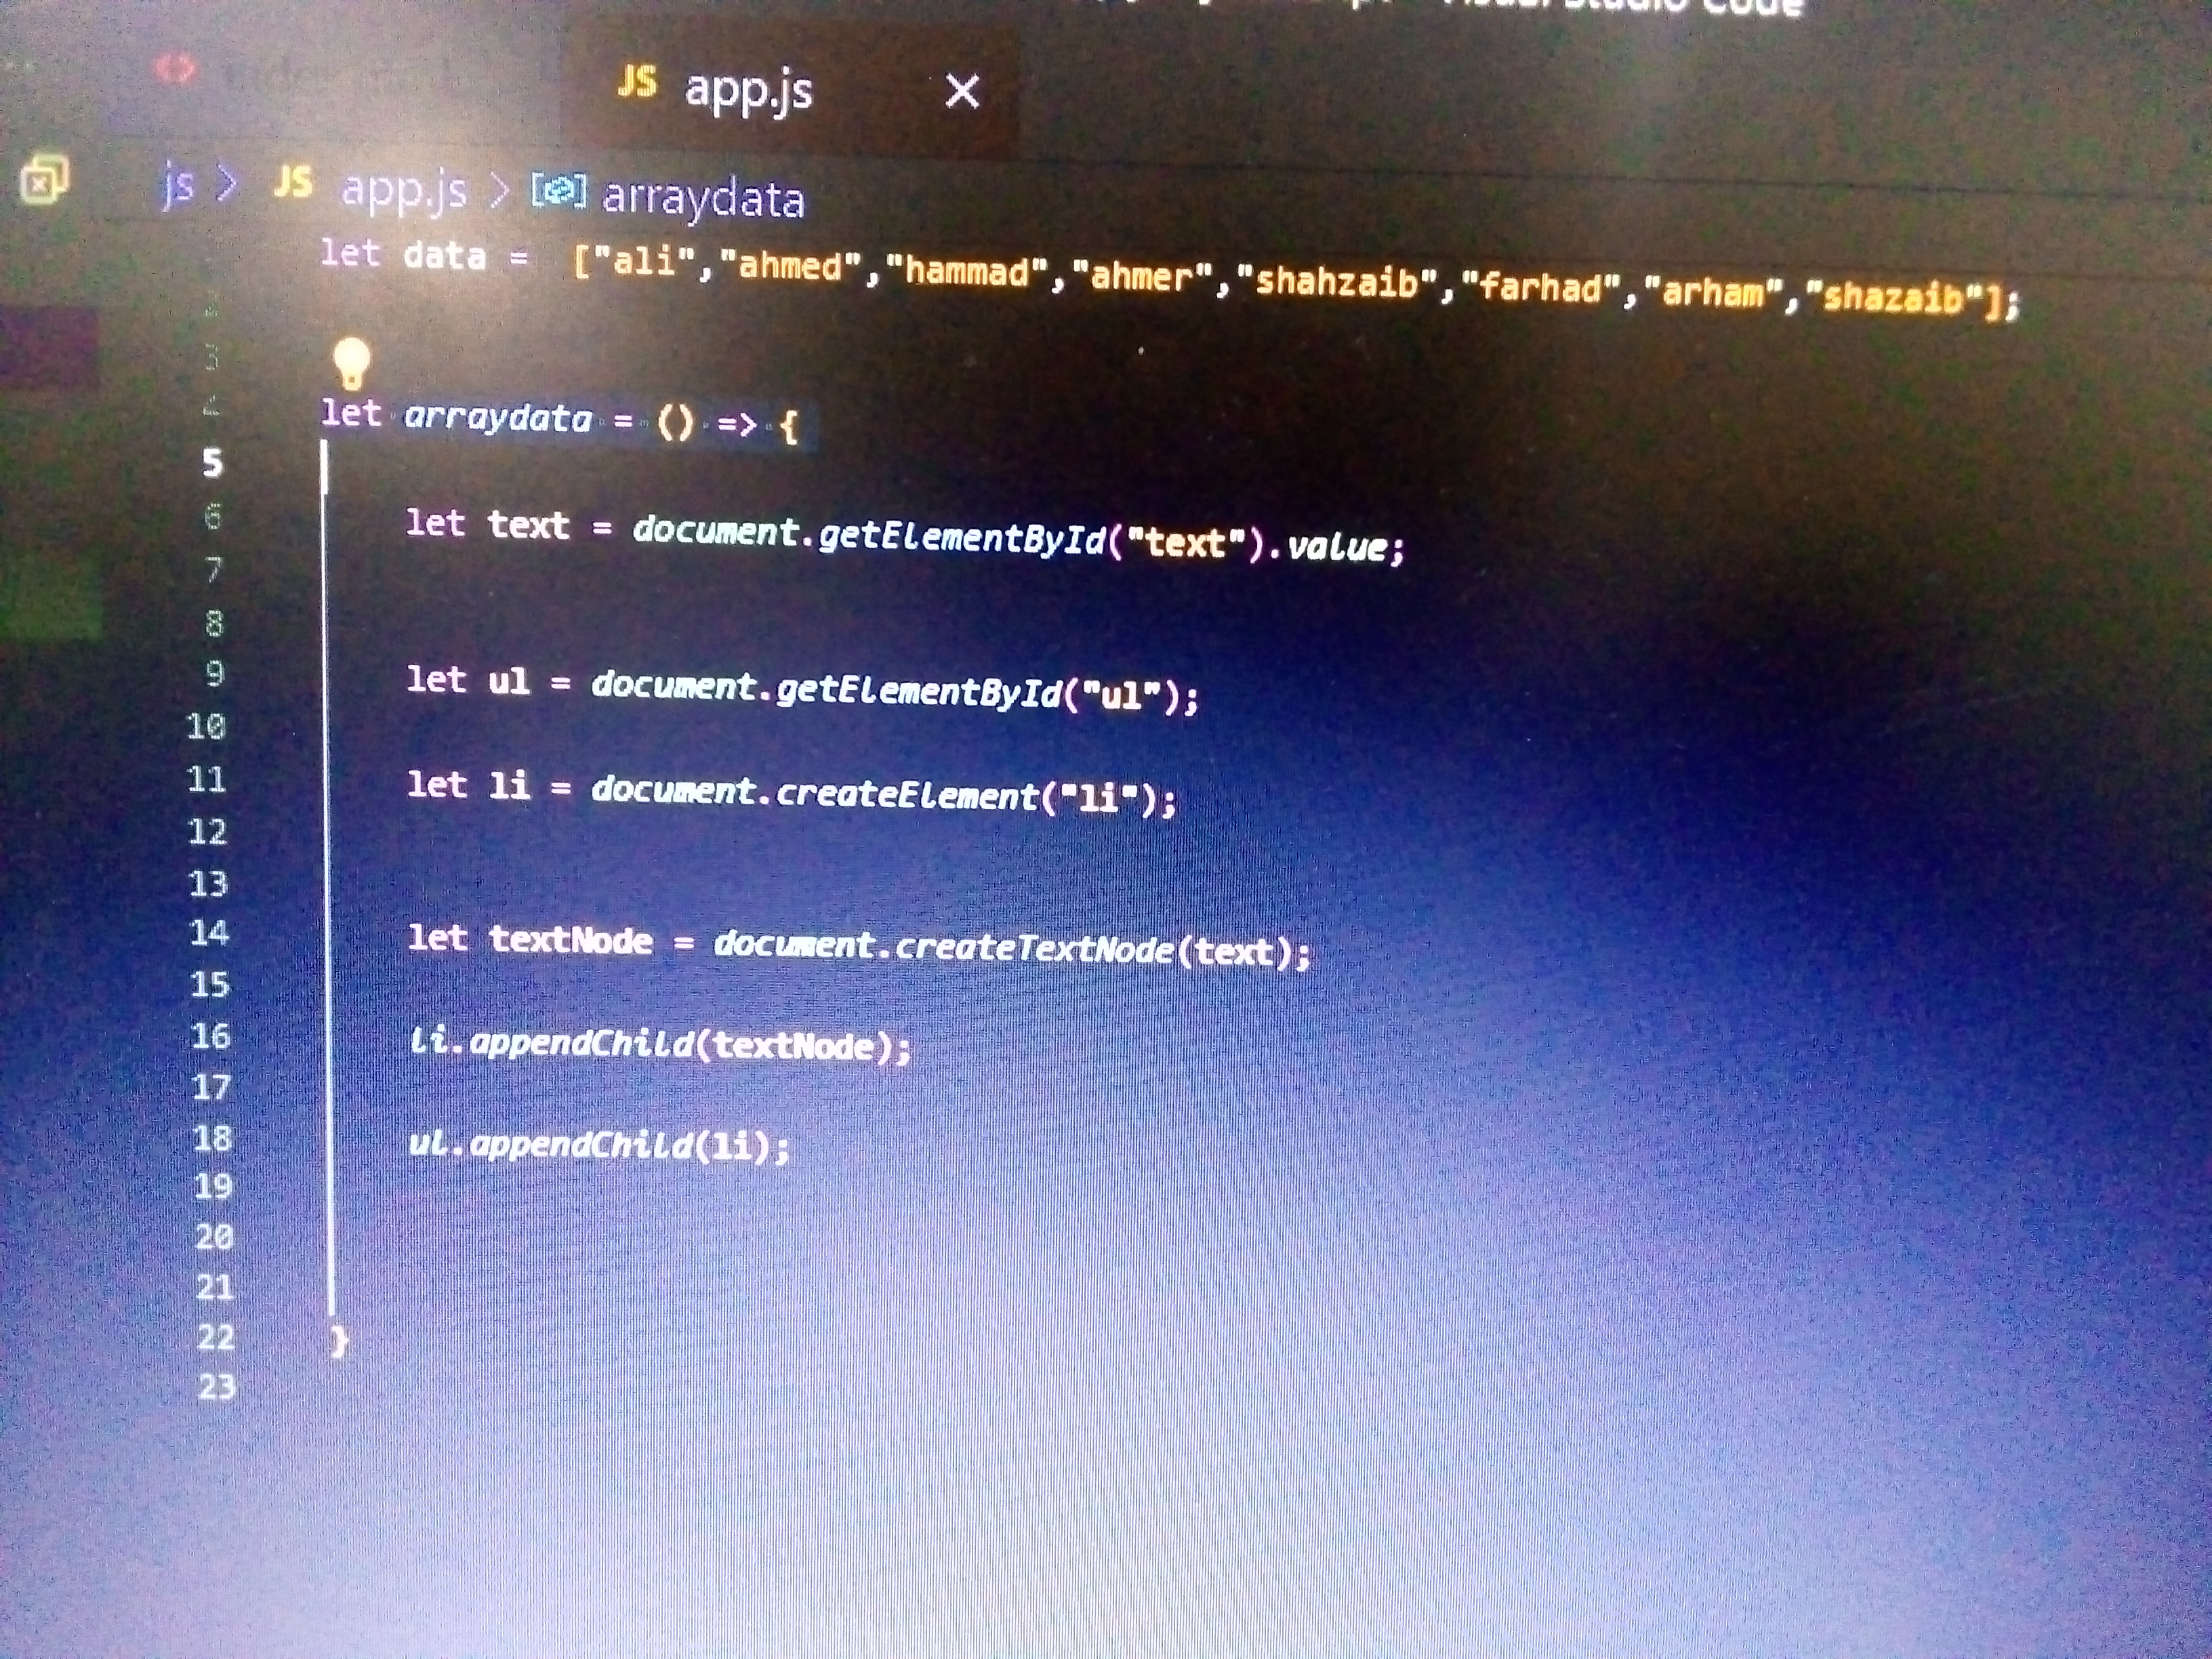 Visual Studio Code
JS app.js ×
js > JS app.js > arraydata
let data = ["ali","ahmed","hammad","ahmer","shahzaib","farhad","arham","shazaib"];
2
3
4 let arraydata = () => {
5
6 let text = document.getElementById("text").value;
7
8
9 let ul = document.getElementById("ul");
10
11 let li = document.createElement("li");
12
13
14 let textNode = document.createTextNode(text);
15
16 li.appendChild(textNode);
17
18 ul.appendChild(li);
19
20
21
22 }
23